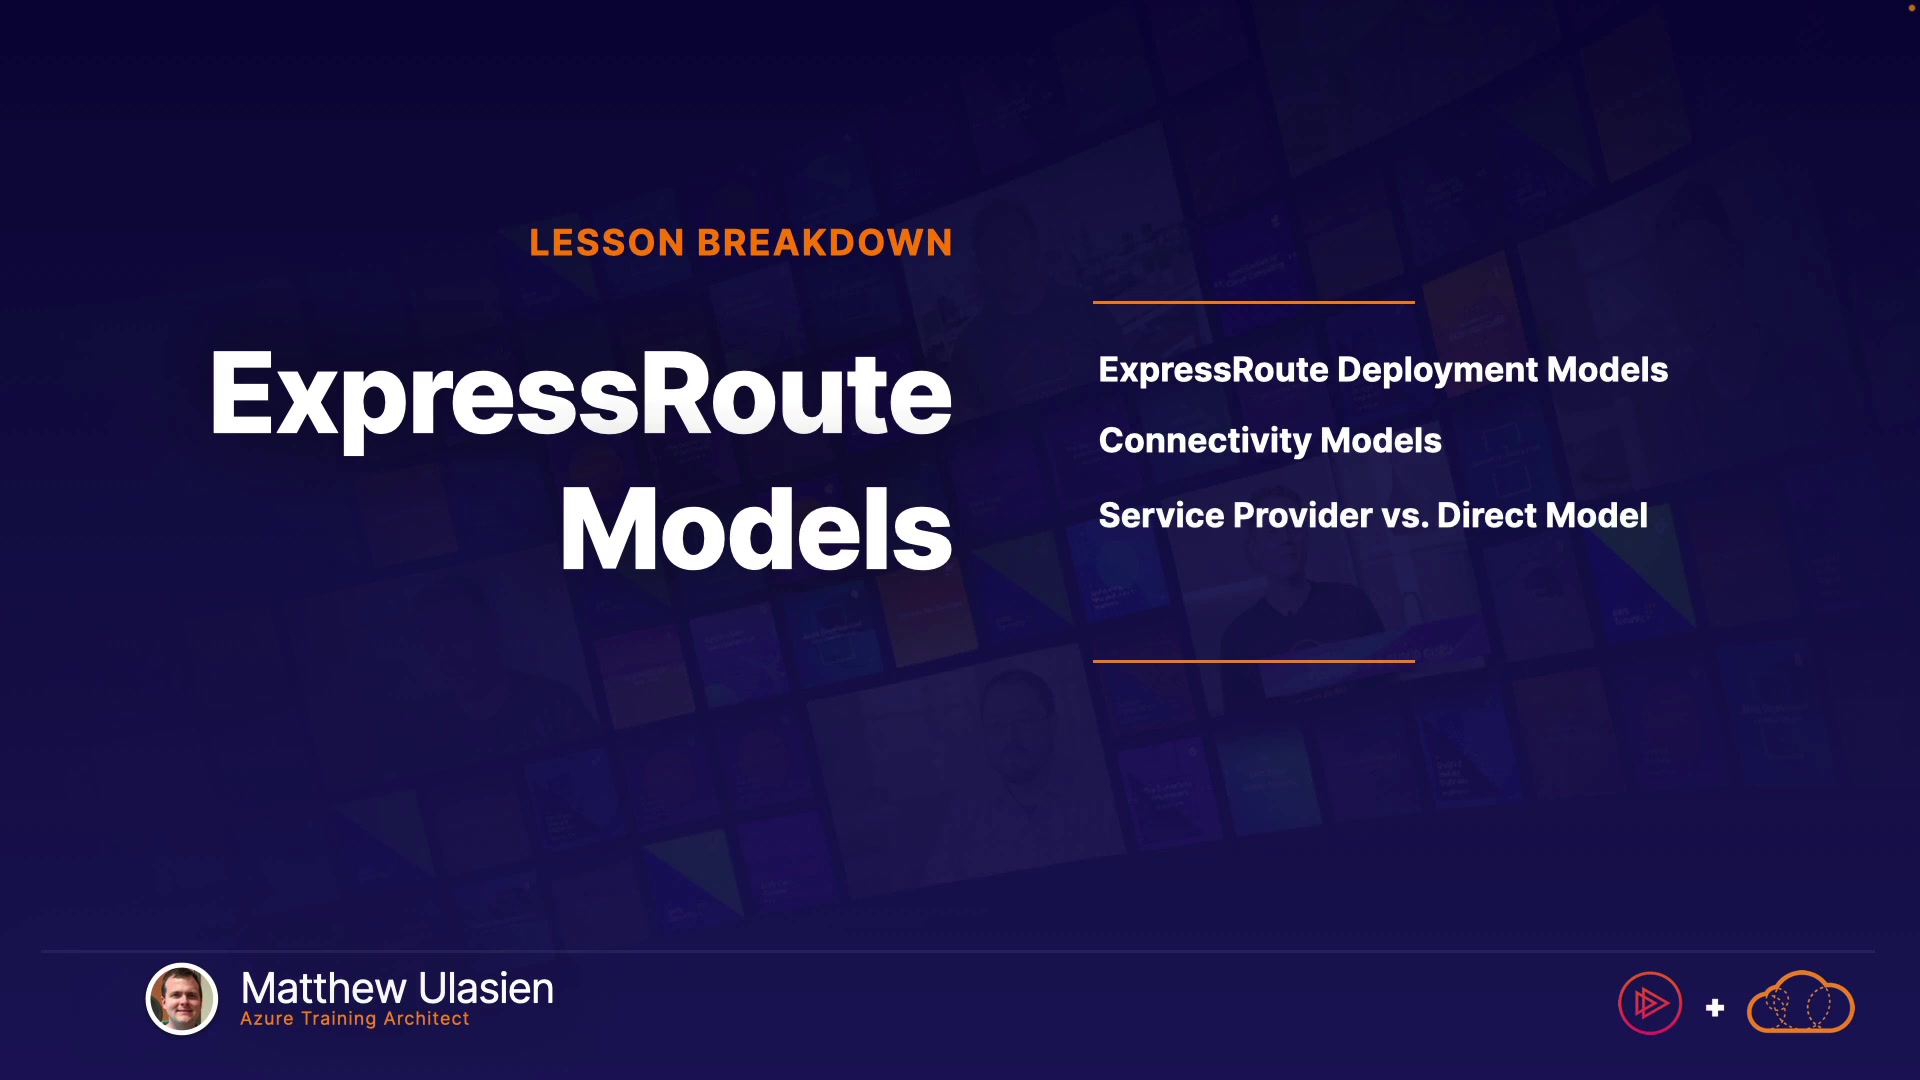 LESSON BREAKDOWN
ExpressRoute
Models
ExpressRoute Deployment Models
Connectivity Models
Service Provider vs. Direct Model
Matthew Ulasien
Azure Training Architect